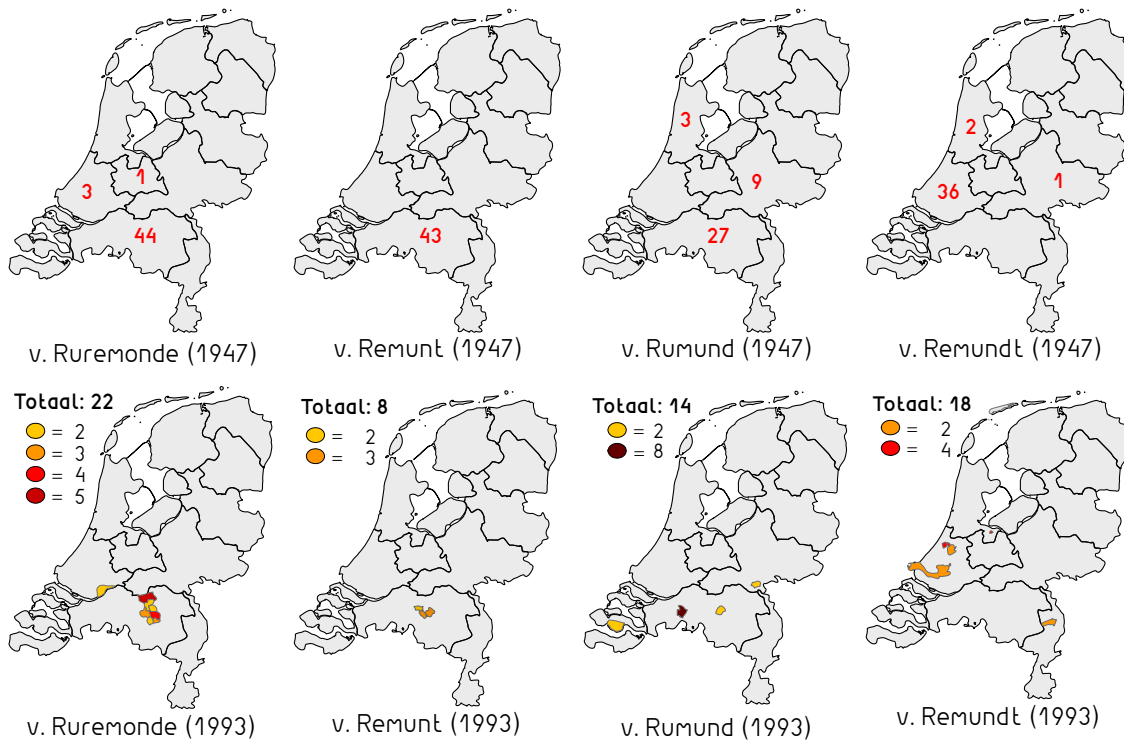 3
1
44
43
3
9
27
2
36
1
v. Ruremonde (1947)
v. Remunt (1947)
v. Rumund (1947)
v. Remundt (1947)
Totaal: 22
= 2
= 3
= 4
= 5
Totaal: 8
= 2
= 3
Totaal: 14
= 2
= 8
Totaal: 18
= 2
= 4
v. Ruremonde (1993)
v. Remunt (1993)
v. Rumund (1993)
v. Remundt (1993)